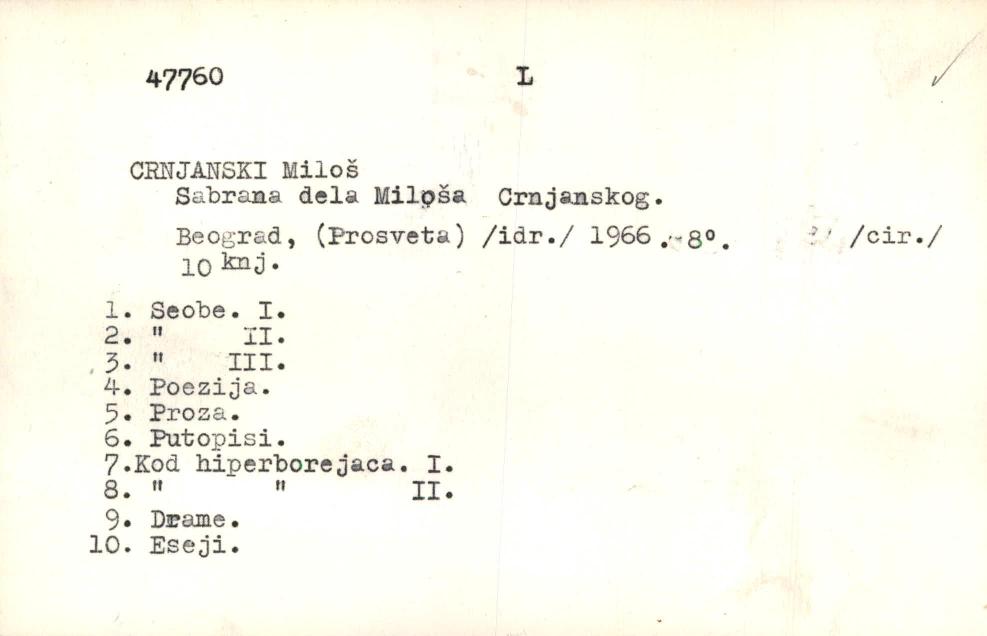 47760 L
CRNJANSKI Miloš
Sabrana dela Miloša Crnjanskog.
Beograd, (Prosveta) /idr./ 1966.-8°. /cir./
10 knj.
1. Seobe. I.
2. " II.
3. " III.
4. Poezija.
5. Proza.
6. Putopisi.
7.Kod hiperborejaca. I.
8. " " II.
9. Drame.
10. Eseji.